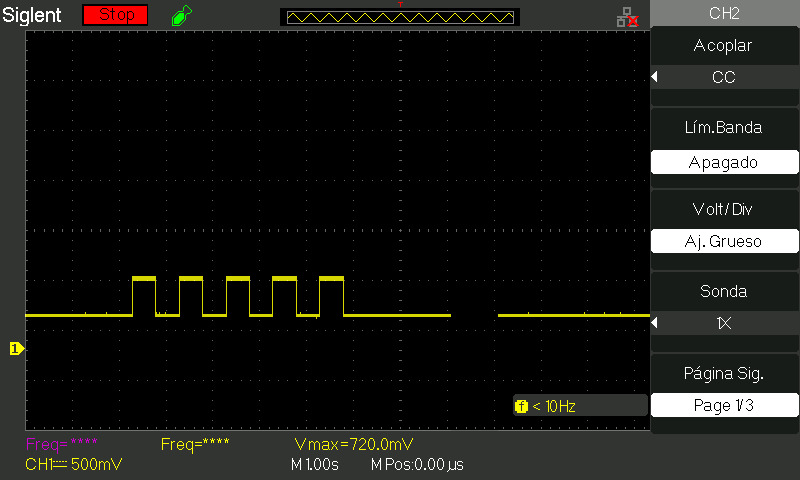 Siglent Stop T CH2
Acoplar
CC
Lím.Banda
Apagado
Volt/Div
Aj.Grueso
Sonda
1X
Página Sig.
Page 1/3
1
f < 10Hz
Freq=**** Freq=**** Vmax=720.0mV
CH1 500mV M 1.00s M Pos:0.00µs